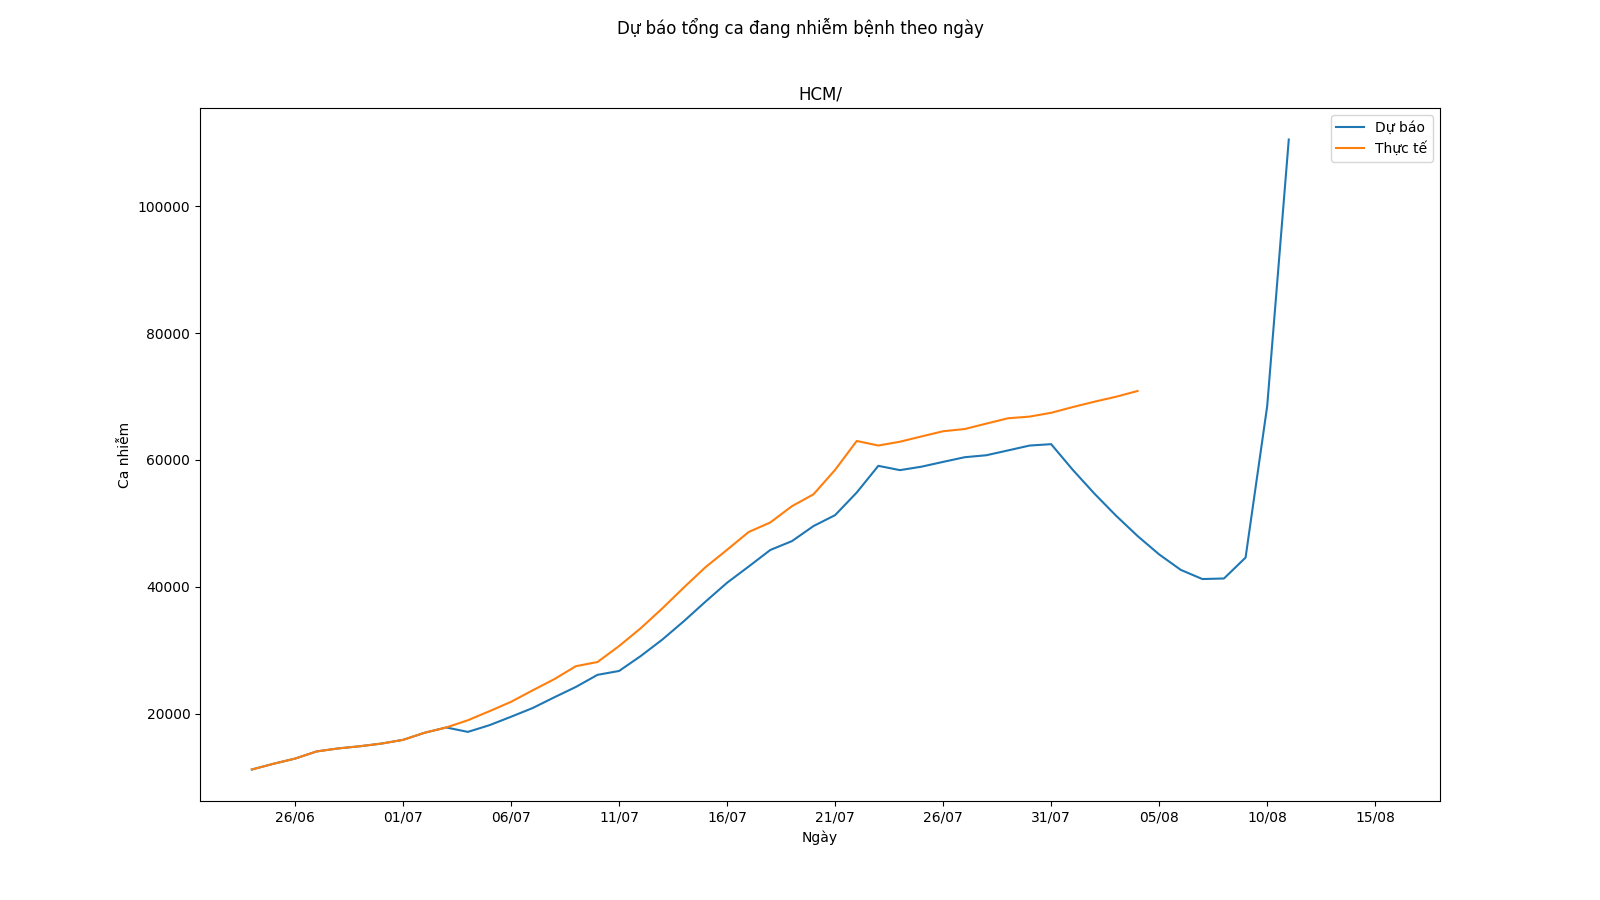 Dự báo tổng ca đang nhiễm bệnh theo ngày
HCM/
Dự báo
Thực tế
100000
80000
60000
40000
20000
Ca nhiễm
26/06 01/07 06/07 11/07 16/07 21/07 26/07 31/07 05/08 10/08 15/08
Ngày